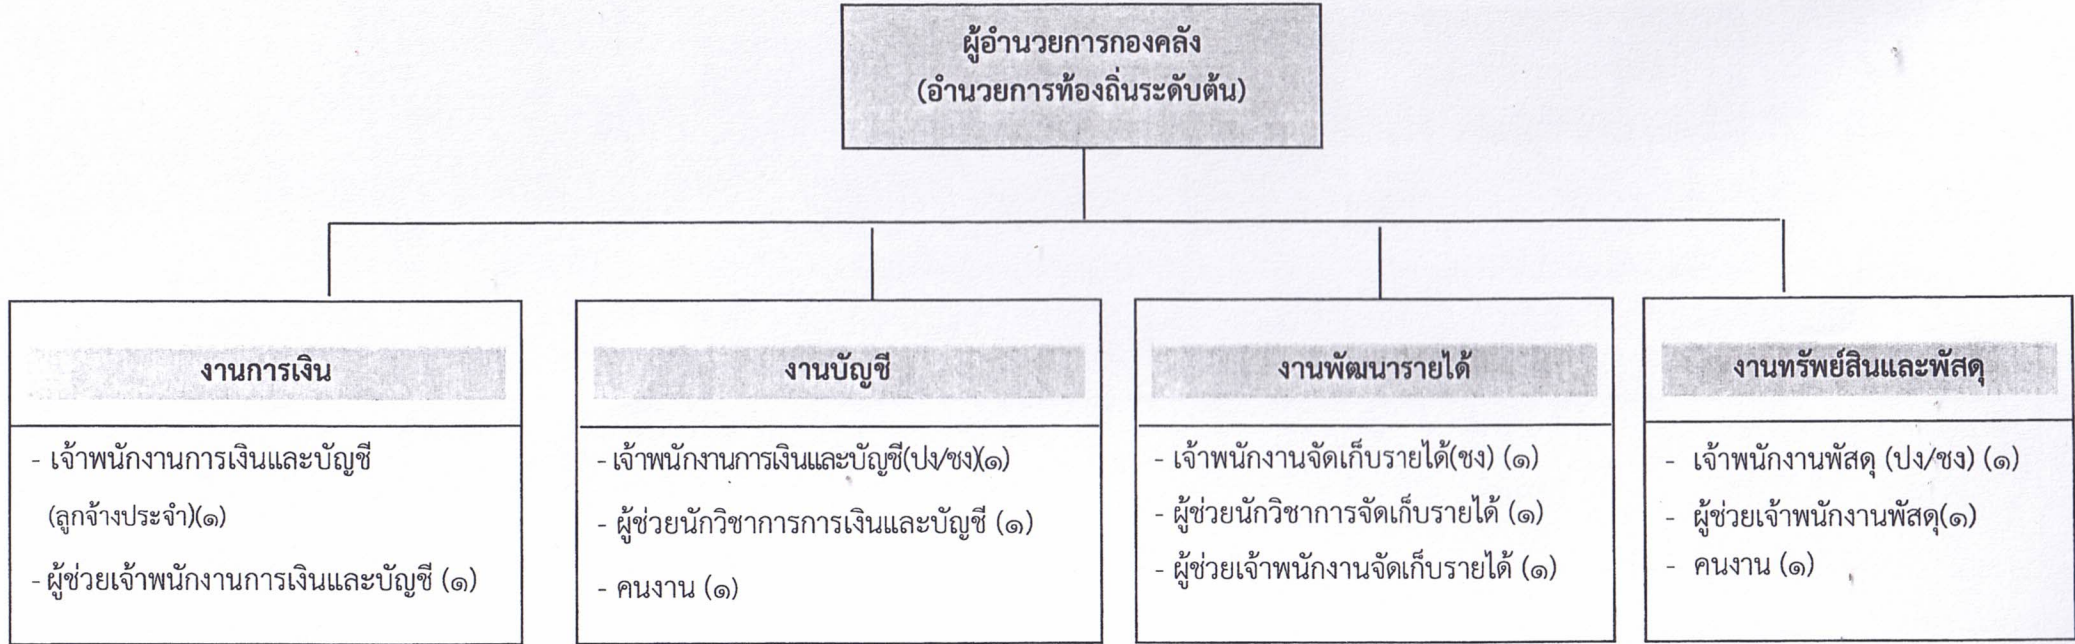 ผู้อำนวยการกองคลัง
(อำนวยการท้องถิ่นระดับต้น)
งานการเงิน
- เจ้าพนักงานการเงินและบัญชี
(ลูกจ้างประจำ)(๑)
- ผู้ช่วยเจ้าพนักงานการเงินและบัญชี (๑)
งานบัญชี
- เจ้าพนักงานการเงินและบัญชี(ปง/ชง)(๑)
- ผู้ช่วยนักวิชาการการเงินและบัญชี (๑)
- คนงาน (๑)
งานพัฒนารายได้
- เจ้าพนักงานจัดเก็บรายได้(ชง) (๑)
- ผู้ช่วยนักวิชาการจัดเก็บรายได้ (๑)
- ผู้ช่วยเจ้าพนักงานจัดเก็บรายได้ (๑)
งานทรัพย์สินและพัสดุ
- เจ้าพนักงานพัสดุ (ปง/ชง) (๑)
- ผู้ช่วยเจ้าพนักงานพัสดุ(๑)
- คนงาน (๑)